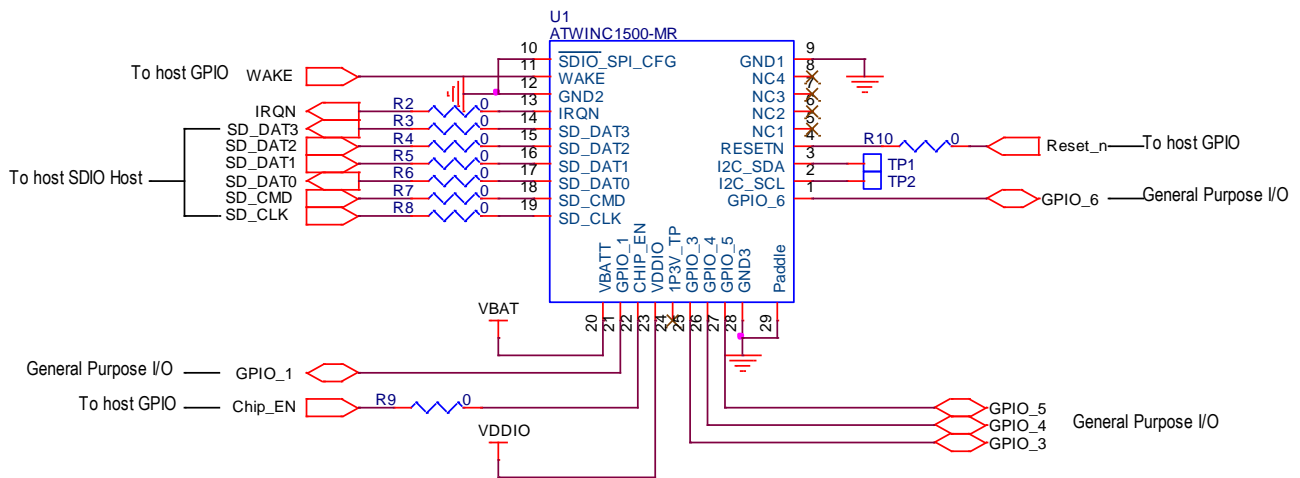 U1
ATWINC1500-MR
To host GPIO WAKE
IRQN R2 0
SD_DAT3 R3 0
SD_DAT2 R4 0
SD_DAT1 R5 0
SD_DAT0 R6 0
SD_CMD R7 0
SD_CLK R8 0
To host SDIO Host
10 SDIO_SPI_CFG
11 WAKE
12 GND2
13 IRQN
14 SD_DAT3
15 SD_DAT2
16 SD_DAT1
17 SD_DAT0
18 SD_CMD
19 SD_CLK
GND1 9
NC4 8
NC3 7
NC2 6
NC1 5
RESETN 4
I2C_SDA 3
I2C_SCL 2
GPIO_6 1
R10 0 Reset_n To host GPIO
TP1
TP2
GPIO_6 General Purpose I/O
VBATT 20
GPIO_1 21
CHIP_EN 22
VDDIO 23
1P3V_TP 24
GPIO_3 25
GPIO_4 26
GPIO_5 27
GND3 28
Paddle 29
VBAT
General Purpose I/O GPIO_1
To host GPIO Chip_EN R9 0
VDDIO
GPIO_5
GPIO_4
GPIO_3
General Purpose I/O